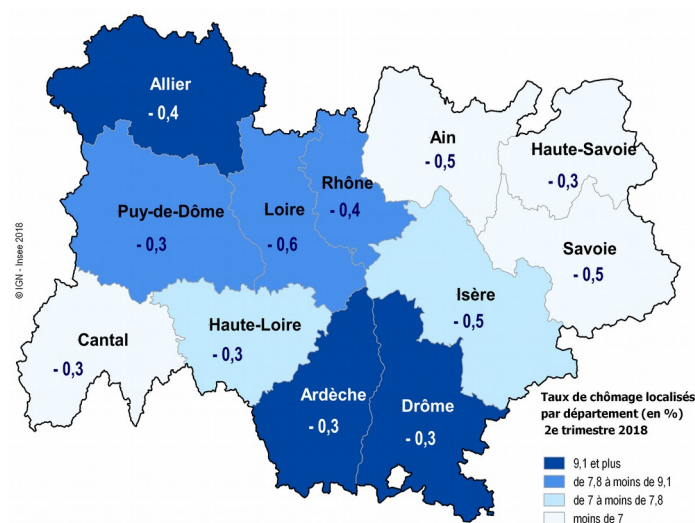 Allier
- 0,4
Ain
- 0,5
Haute-Savoie
- 0,3
Rhône
- 0,4
Puy-de-Dôme
- 0,3
Loire
- 0,6
Savoie
- 0,5
© IGN - Insee 2018
Isère
- 0,5
Haute-Loire
- 0,3
Cantal
- 0,3
Ardèche
- 0,3
Drôme
- 0,3
Taux de chômage localisés
par département (en %)
2e trimestre 2018
9,1 et plus
de 7,8 à moins de 9,1
de 7 à moins de 7,8
moins de 7